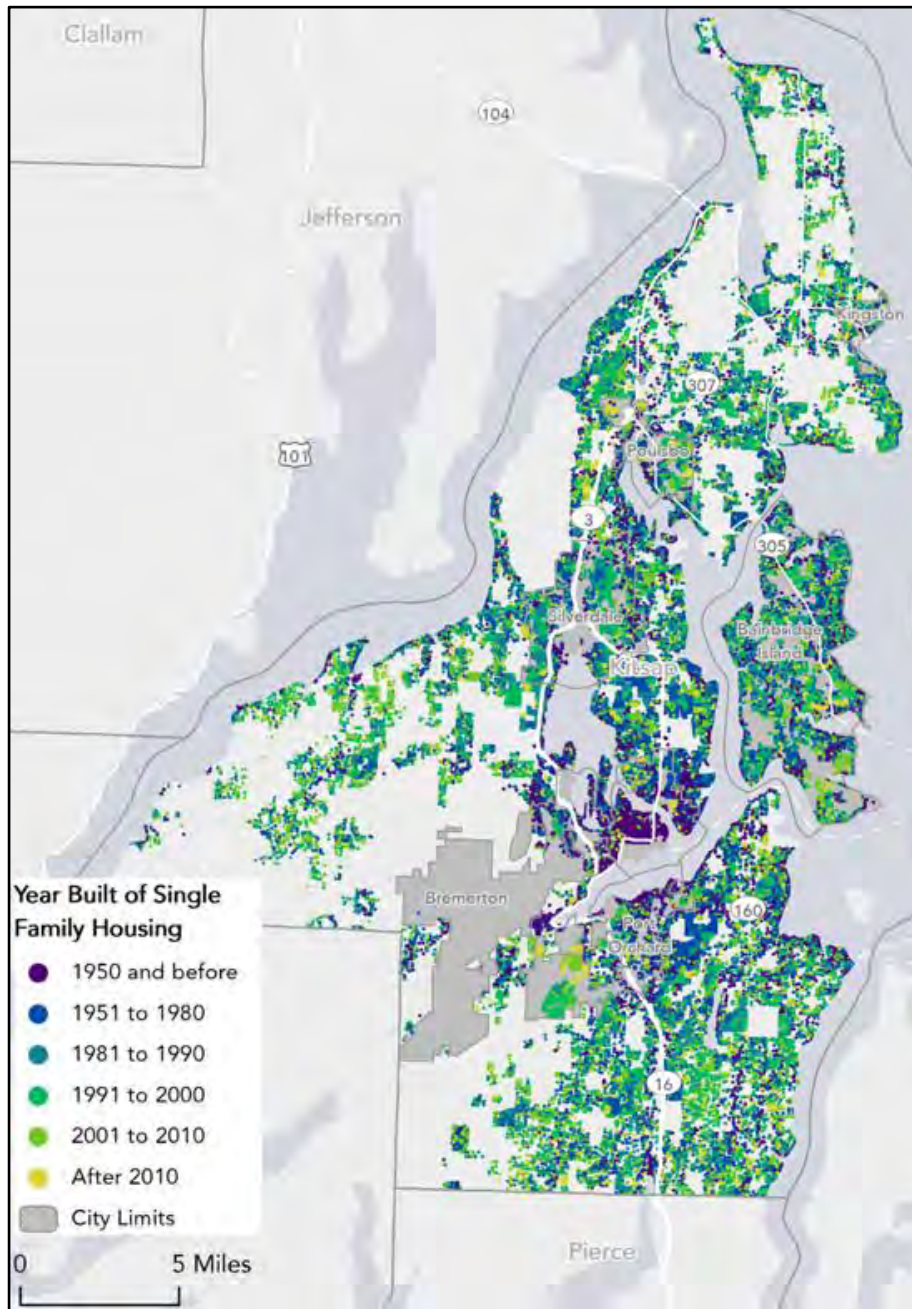 Clallam
104
Jefferson
Kingston
307
Poulsbo
101
3
305
Silverdale
Bainbridge
Island
Kitsap
Bremerton
Port
Orchard
160
16
Pierce
Year Built of Single
Family Housing
1950 and before
1951 to 1980
1981 to 1990
1991 to 2000
2001 to 2010
After 2010
City Limits
0 5 Miles